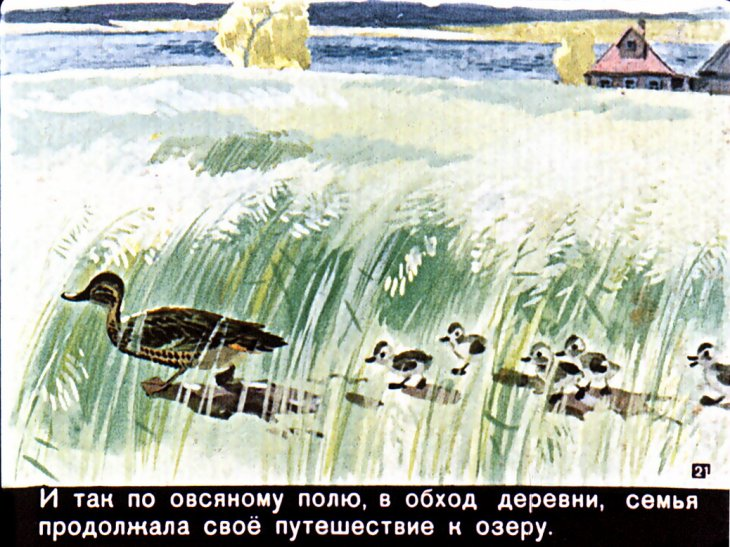 21
И так по овсяному полю, в обход деревни, семья
продолжала своё путешествие к озеру.